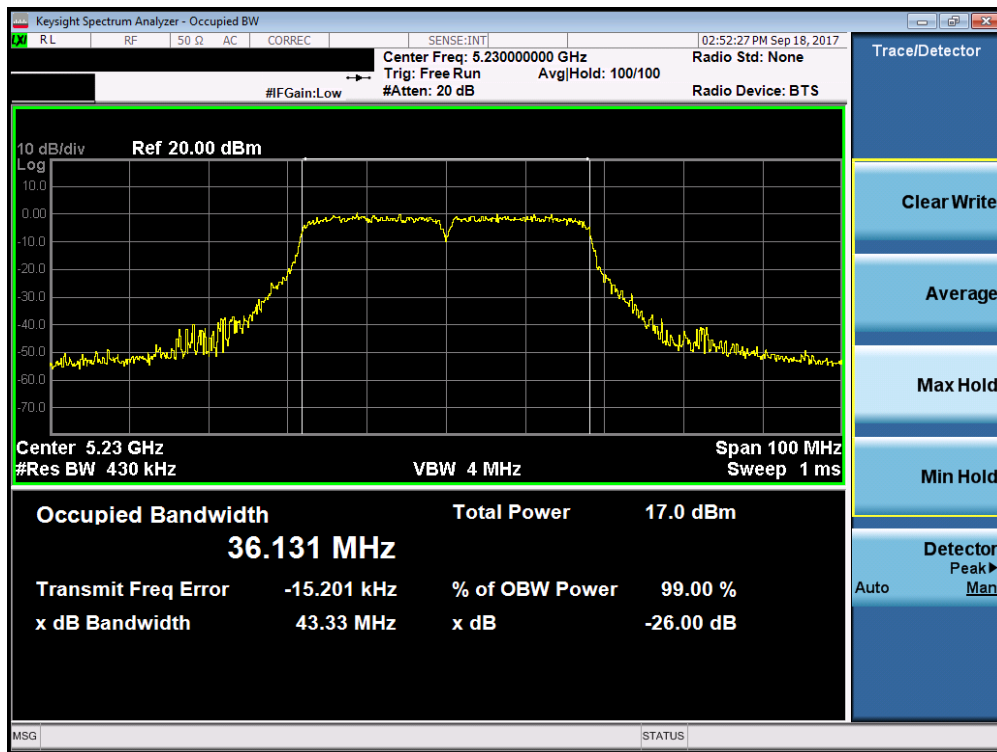 Keysight Spectrum Analyzer - Occupied BW
LXI RL RF 50 Ω AC CORREC SENSE:INT 02:52:27 PM Sep 18, 2017
Center Freq: 5.230000000 GHz Radio Std: None
Trig: Free Run Avg|Hold: 100/100
#IFGain:Low #Atten: 20 dB Radio Device: BTS
Trace/Detector
10 dB/div Ref 20.00 dBm
Log
10.0
0.00
-10.0
-20.0
-30.0
-40.0
-50.0
-60.0
-70.0
Center 5.23 GHz Span 100 MHz
#Res BW 430 kHz VBW 4 MHz Sweep 1 ms
Occupied Bandwidth Total Power 17.0 dBm
36.131 MHz
Transmit Freq Error -15.201 kHz % of OBW Power 99.00 %
x dB Bandwidth 43.33 MHz x dB -26.00 dB
Clear Write
Average
Max Hold
Min Hold
Detector
Peak▶
Auto Man
MSG STATUS